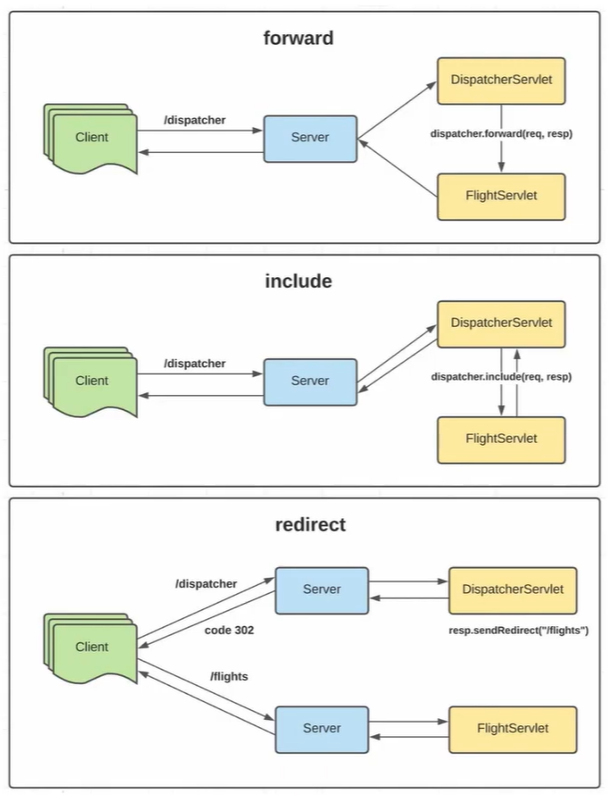 forward
DispatcherServlet
/dispatcher
Client
Server
dispatcher.forward(req, resp)
FlightServlet
include
DispatcherServlet
/dispatcher
Client
Server
dispatcher.include(req, resp)
FlightServlet
redirect
/dispatcher
Server
DispatcherServlet
code 302
resp.sendRedirect("/flights")
Client
/flights
Server
FlightServlet